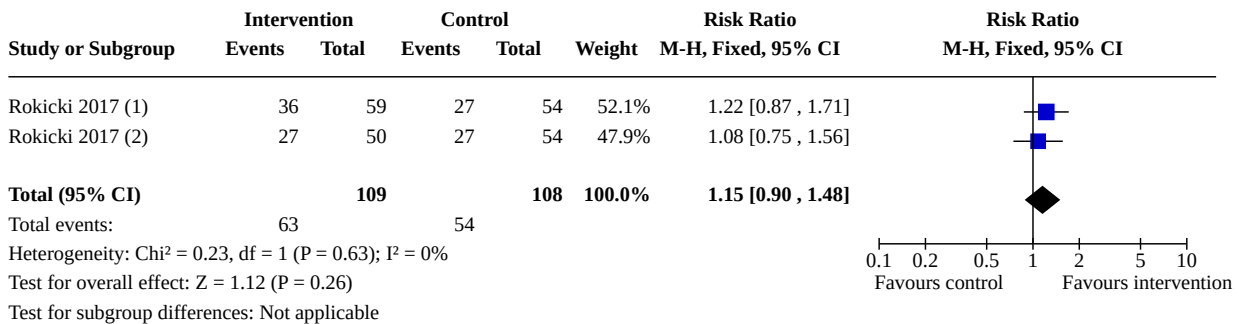 Intervention Control Risk Ratio Risk Ratio
Study or Subgroup Events Total Events Total Weight M-H, Fixed, 95% CI M-H, Fixed, 95% CI
Rokicki 2017 (1) 36 59 27 54 52.1% 1.22 [0.87 , 1.71]
Rokicki 2017 (2) 27 50 27 54 47.9% 1.08 [0.75 , 1.56]
Total (95% CI) 109 108 100.0% 1.15 [0.90 , 1.48]
Total events: 63 54
Heterogeneity: Chi² = 0.23, df = 1 (P = 0.63); I² = 0%
0.1 0.2 0.5 1 2 5 10
Test for overall effect: Z = 1.12 (P = 0.26) Favours control Favours intervention
Test for subgroup differences: Not applicable